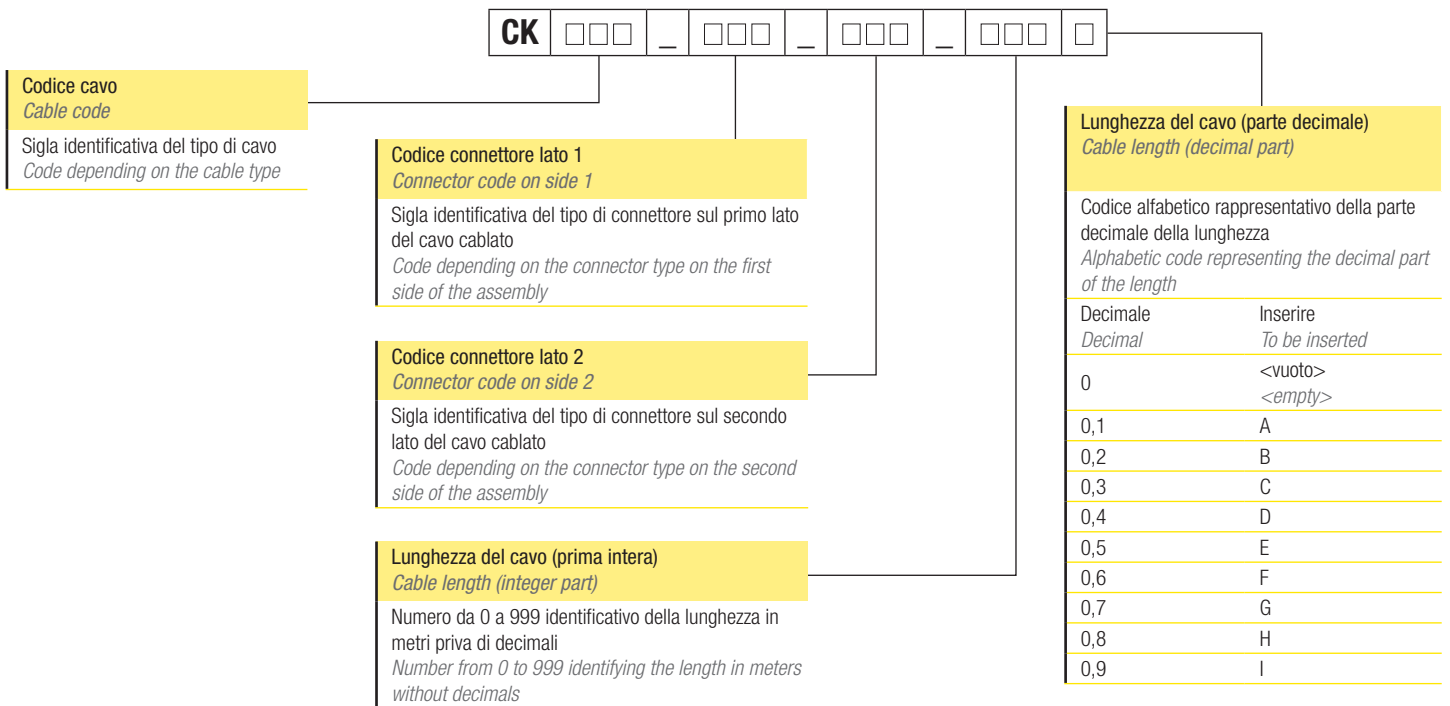 CK □□□ _ □□□ _ □□□ _ □□□ □
Codice cavo
Cable code
Sigla identificativa del tipo di cavo
Code depending on the cable type
Codice connettore lato 1
Connector code on side 1
Sigla identificativa del tipo di connettore sul primo lato
del cavo cablato
Code depending on the connector type on the first
side of the assembly
Codice connettore lato 2
Connector code on side 2
Sigla identificativa del tipo di connettore sul secondo
lato del cavo cablato
Code depending on the connector type on the second
side of the assembly
Lunghezza del cavo (prima intera)
Cable length (integer part)
Numero da 0 a 999 identificativo della lunghezza in
metri priva di decimali
Number from 0 to 999 identifying the length in meters
without decimals
Lunghezza del cavo (parte decimale)
Cable length (decimal part)
Codice alfabetico rappresentativo della parte
decimale della lunghezza
Alphabetic code representing the decimal part
of the length
Decimale Inserire
Decimal To be inserted
0 <vuoto>
<empty>
0,1 A
0,2 B
0,3 C
0,4 D
0,5 E
0,6 F
0,7 G
0,8 H
0,9 I